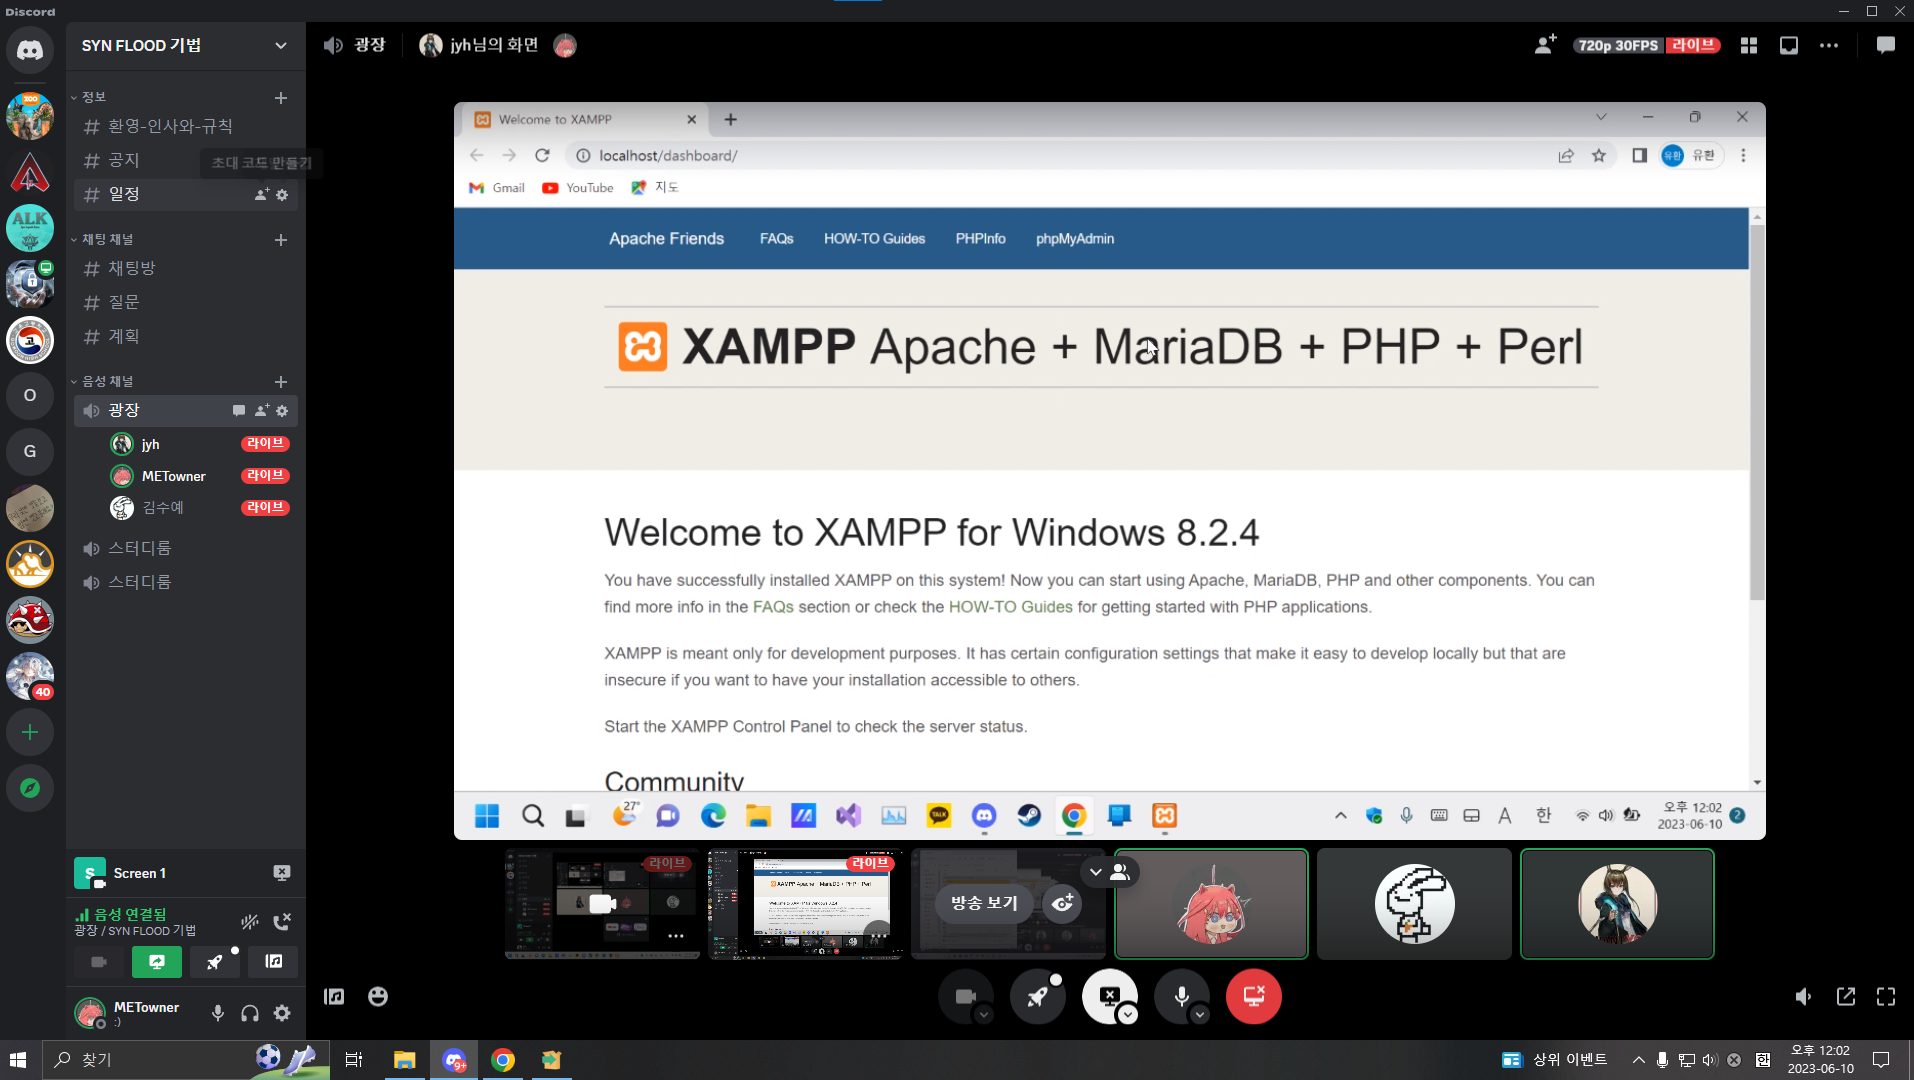 Discord
SYN FLOOD 기법
광장
jyh님의 화면
720p 30FPS 라이브
정보
환영-인사와-규칙
공지
초대 코드 만들기
일정
채팅 채널
채팅방
질문
계획
음성 채널
광장
jyh 라이브
METowner 라이브
김수예 라이브
스터디룸
스터디룸
ZOO
ALK
O
G
40
Welcome to XAMPP
localhost/dashboard/
유환 유환
Gmail YouTube 지도
Apache Friends FAQs HOW-TO Guides PHPInfo phpMyAdmin
XAMPP Apache + MariaDB + PHP + Perl
Welcome to XAMPP for Windows 8.2.4
You have successfully installed XAMPP on this system! Now you can start using Apache, MariaDB, PHP and other components. You can
find more info in the FAQs section or check the HOW-TO Guides for getting started with PHP applications.
XAMPP is meant only for development purposes. It has certain configuration settings that make it easy to develop locally but that are
insecure if you want to have your installation accessible to others.
Start the XAMPP Control Panel to check the server status.
Community
27°
TALK
A 한
오후 12:02
2023-06-10 2
라이브
라이브
방송 보기
S Screen 1
음성 연결됨
광장 / SYN FLOOD 기법
METowner
:)
찾기
9+
상위 이벤트
한
오후 12:02
2023-06-10